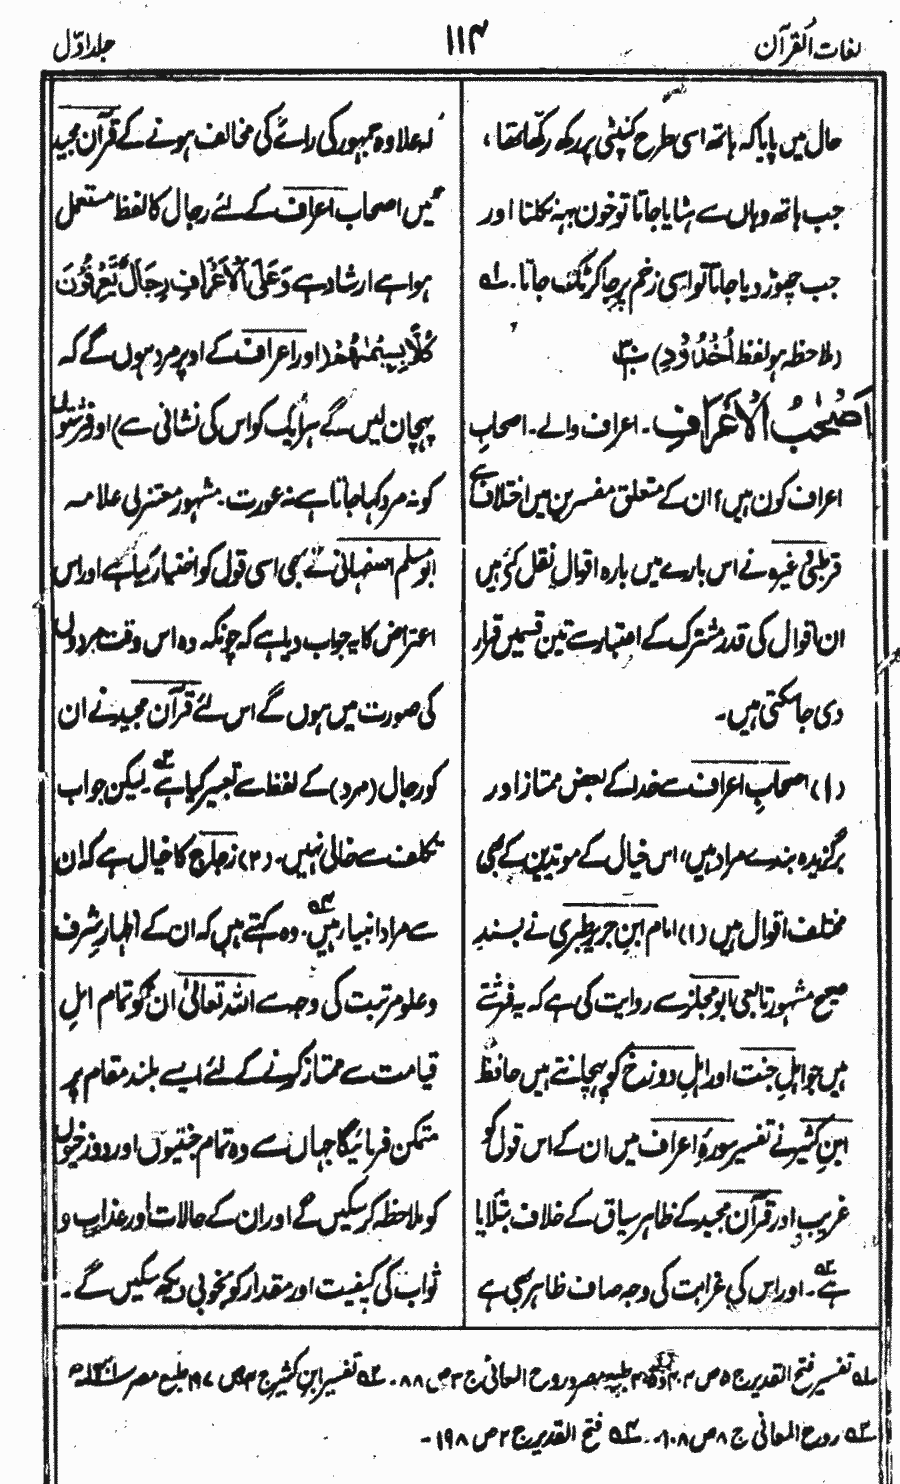 لغات القرآن
۱۱۴
جلد اوّل
حال میں پایا کہ ہاتھ اسی طرح کنپٹی پر رکھ رکھا تھا،
جب ہاتھ وہاں سے ہٹایا جاتا تو خون بہہ نکلتا اور
جب چھوڑ دیا جاتا تو اسی زخم پر جا کر ٹک جاتا۔
(ملاحظہ ہو لفظ اُخْدُوْدِ)
اَصْحٰبُ الْاَعْرَافِ۔ اعراف والے۔ اصحابِ
اعراف کون ہیں؟ ان کے متعلق مفسرین میں اختلاف ہے
قرطبی وغیرہ نے اس بارے میں بارہ اقوال نقل کئے ہیں
ان اقوال کی قدر مشترک کے اعتبار سے تین قسمیں قرار
دی جا سکتی ہیں۔
(۱) اصحابِ اعراف سے خدا کے بعض ممتاز اور
برگزیدہ بندے مراد ہیں، اس خیال کے مویدین کے بھی
مختلف اقوال ہیں (۱) امام ابن جریر طبری نے بسندِ
صحیح مشہور تابعی ابو مجلز سے روایت کی ہے کہ یہ فرشتے
ہیں جو اہلِ جنت اور اہلِ دوزخ کو پہچانتے ہیں حافظ
ابن کثیر نے تفسیر سورۂ اعراف میں ان کے اس قول کو
غریب اور قرآن مجید کے ظاہر سیاق کے خلاف بتلایا
ہے۔ اور اس کی غرابت کی وجہ صاف ظاہر بھی ہے
کہ علاوہ جمہور کی رائے کی مخالف ہونے کے قرآن مجید
میں اصحاب اعراف کے لئے رجال کا لفظ مستعمل
ہوا ہے ارشاد ہے وَعَلَى الْاَعْرَافِ رِجَالٌ يَّعْرِفُوْنَ
كُلًّا بِسِيْمٰهُمْ (اور اعراف کے اوپر مرد ہوں گے کہ
پہچان لیں گے ہر ایک کو اس کی نشانی سے) اور فرشتوں
کو نہ مرد کہا جاتا ہے نہ عورت۔ مشہور معتزلی علامہ
ابو مسلم اصفہانی نے بھی اسی قول کو اختیار کیا ہے اور اس
اعتراض کا یہ جواب دیا ہے کہ چونکہ وہ اس وقت مردوں
کی صورت میں ہوں گے اس لئے قرآن مجید نے ان
کو رجال (مرد) کے لفظ سے تعبیر کیا ہے۔ لیکن جواب
تکلف سے خالی نہیں۔ (۲) زجاج کا خیال ہے کہ ان
سے مراد انبیار ہیں۔ وہ کہتے ہیں کہ ان کے اظہارِ شرف
و علوِ مرتبت کی وجہ سے اللہ تعالیٰ ان کو تمام اہلِ
قیامت سے ممتاز کرنے کے لئے ایسے بلند مقام پر
متمکن فرمائیگا جہاں سے وہ تمام جنتیوں اور دوزخیوں
کو ملاحظہ کر سکیں گے اور ان کے حالات اور عذاب و
ثواب کی کیفیت اور مقدار کو بخوبی دیکھ سکیں گے۔
۱؎ تفسیر فتح القدیر ج ۵ ص ۴۰۲ و روح المعانی ج ۳ ص ۸۸۔ ۲؎ تفسیر ابن کثیر ج ۴ ص ۱۹۷ طبع مصر
۳؎ روح المعانی ج ۸ ص ۱۰۸۔ ۴؎ فتح القدیر ج ۲ ص ۱۹۸۔